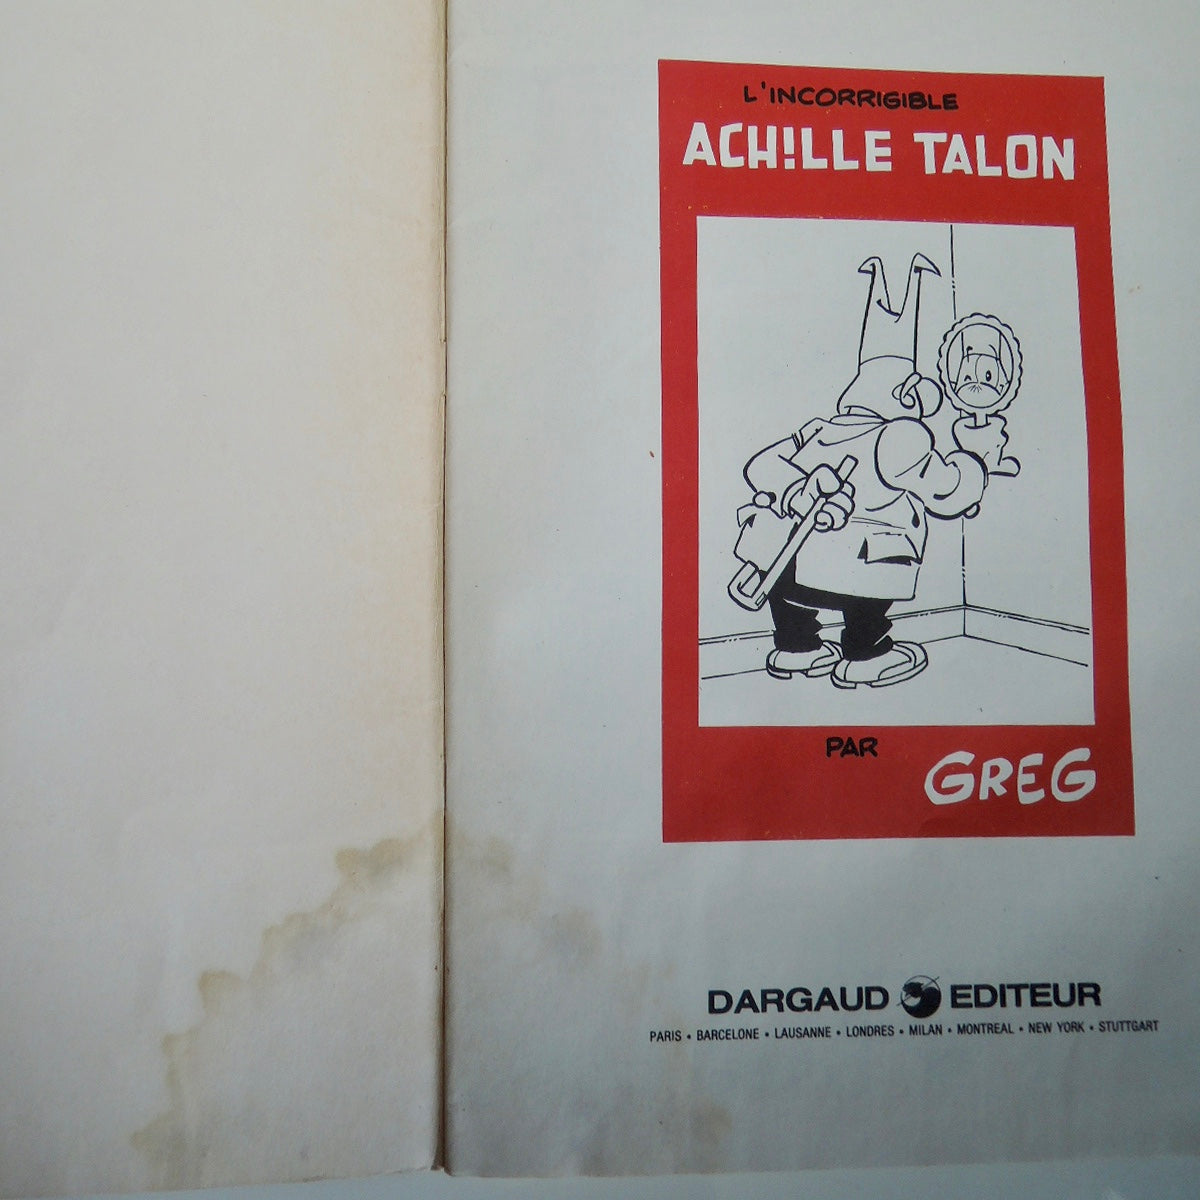 L'INCORRIGIBLE
ACH!LLE TALON
PAR
GREG
DARGAUD EDITEUR
PARIS • BARCELONE • LAUSANNE • LONDRES • MILAN • MONTREAL • NEW YORK • STUTTGART